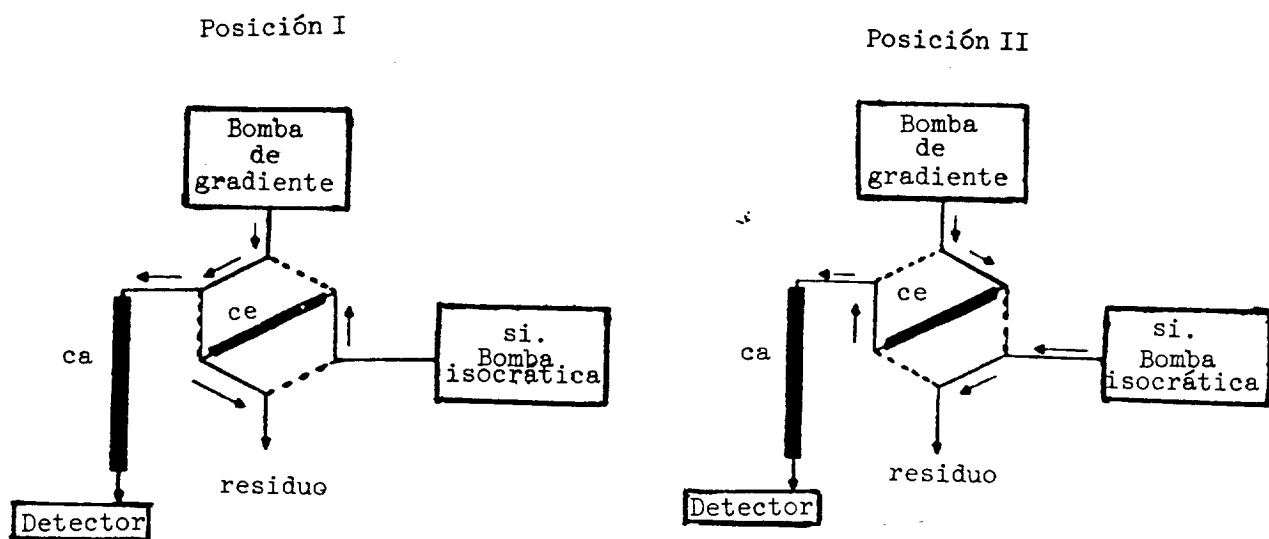 Posición I
Bomba
de
gradiente
ce
ca
si.
Bomba
isocrática
residuo
Detector
Posición II
Bomba
de
gradiente
ce
ca
si.
Bomba
isocrática
residuo
Detector